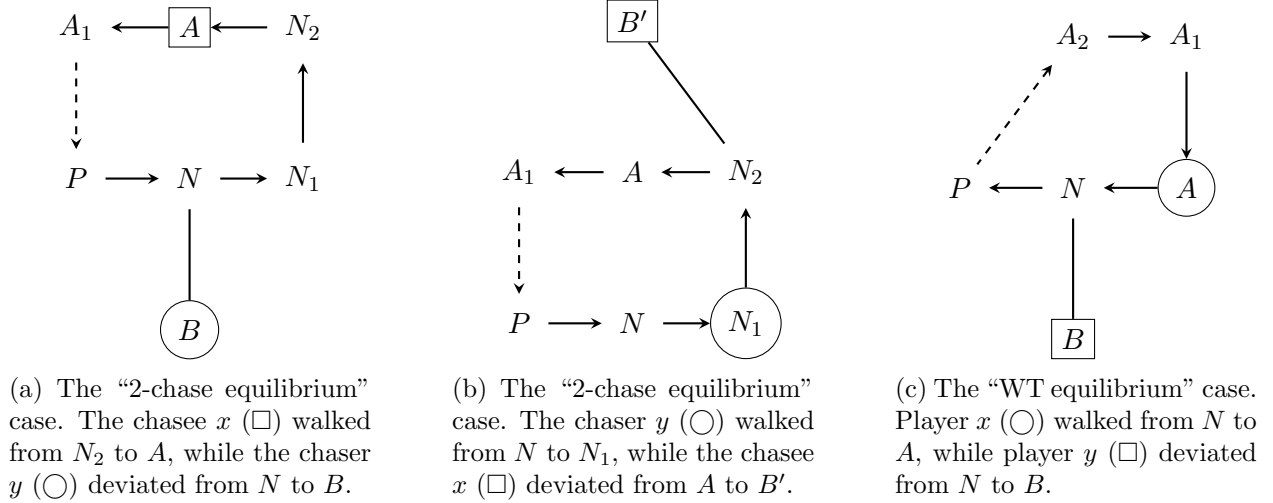 A₁ A N₂
P N N₁
B
(a) The “2-chase equilibrium”
case. The chasee x (□) walked
from N₂ to A, while the chaser
y (◯) deviated from N to B.
B′
A₁ A N₂
P N N₁
(b) The “2-chase equilibrium”
case. The chaser y (◯) walked
from N to N₁, while the chasee
x (□) deviated from A to B′.
A₂ A₁
P N A
B
(c) The “WT equilibrium” case.
Player x (◯) walked from N to
A, while player y (□) deviated
from N to B.